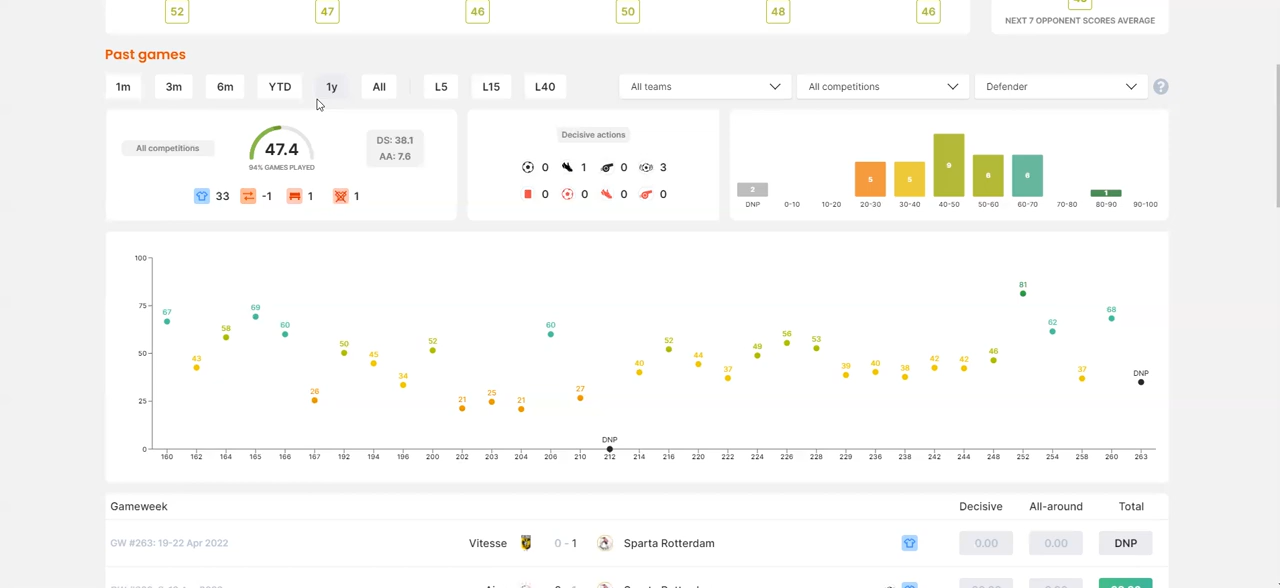 52 47 46 50 48 46
NEXT 7 OPPONENT SCORES AVERAGE
Past games
1m 3m 6m YTD 1y All L5 L15 L40 All teams All competitions Defender ?
All competitions
47.4
94% GAMES PLAYED
DS: 38.1
AA: 7.6
33 -1 1 1
Decisive actions
0 1 0 3
0 0 0 0
2 5 5 9 6 6 1
DNP 0-10 10-20 20-30 30-40 40-50 50-60 60-70 70-80 80-90 90-100
100
75
50
25
0
67 43 58 69 60 26 50 45 34 52 21 25 21 60 27 DNP 40 52 44 37 49 56 53 39 40 38 42 42 46 81 62 37 68 DNP
160 162 164 165 166 167 192 194 196 200 202 203 204 206 210 212 214 216 220 222 224 226 228 229 236 238 242 244 248 252 254 258 260 263
Gameweek Decisive All-around Total
GW #263: 19-22 Apr 2022 Vitesse 0 - 1 Sparta Rotterdam 0.00 0.00 DNP
Sparta Rotterdam